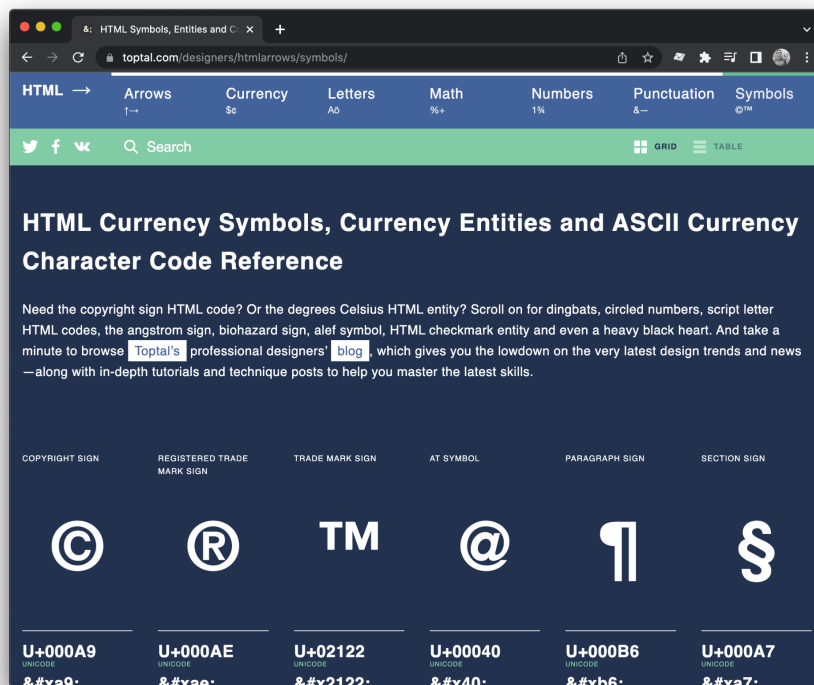 &; HTML Symbols, Entities and C
toptal.com/designers/htmlarrows/symbols/
HTML → Arrows Currency Letters Math Numbers Punctuation Symbols
↑→ $¢ Aö %+ 1¾ &— ©™
Search GRID TABLE
HTML Currency Symbols, Currency Entities and ASCII Currency
Character Code Reference
Need the copyright sign HTML code? Or the degrees Celsius HTML entity? Scroll on for dingbats, circled numbers, script letter
HTML codes, the angstrom sign, biohazard sign, alef symbol, HTML checkmark entity and even a heavy black heart. And take a
minute to browse Toptal's professional designers' blog, which gives you the lowdown on the very latest design trends and news
—along with in-depth tutorials and technique posts to help you master the latest skills.
COPYRIGHT SIGN REGISTERED TRADE TRADE MARK SIGN AT SYMBOL PARAGRAPH SIGN SECTION SIGN
MARK SIGN
© ® ™ @ ¶ §
U+000A9 U+000AE U+02122 U+00040 U+000B6 U+000A7
UNICODE UNICODE UNICODE UNICODE UNICODE UNICODE
&#xa9; &#xae; &#x2122; &#x40; &#xb6; &#xa7;